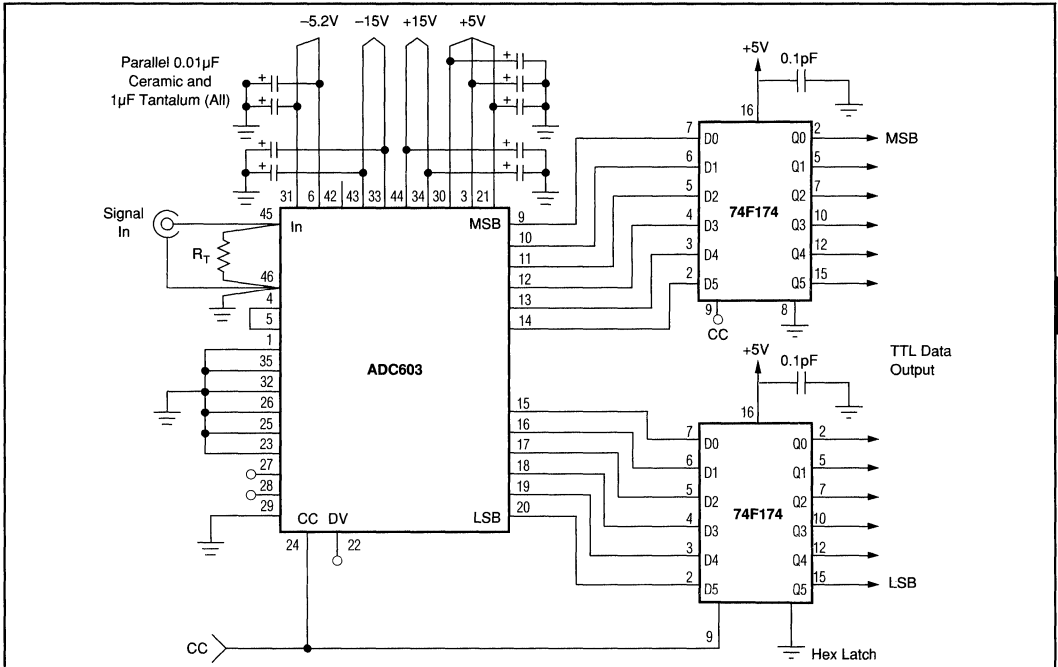 –5.2V –15V +15V +5V
Parallel 0.01µF
Ceramic and
1µF Tantalum (All)
+ + + + + + + + +
31 6 42 43 33 44 34 30 3 21
Signal
In
45
In
R_T
46
4
5
1
35
32
26
25
23
27
28
29
ADC603
MSB
9
10
11
12
13
14
15
16
17
18
19
20
LSB
CC DV
24 22
CC
+5V
0.1pF
16
7 D0 Q0 2 MSB
6 D1 Q1 5
5 D2 Q2 7
74F174
4 D3 Q3 10
3 D4 Q4 12
2 D5 Q5 15
9 8
CC
TTL Data
Output
+5V
0.1pF
16
7 D0 Q0 2
6 D1 Q1 5
5 D2 Q2 7
74F174
4 D3 Q3 10
3 D4 Q4 12
2 D5 Q5 15 LSB
9
Hex Latch